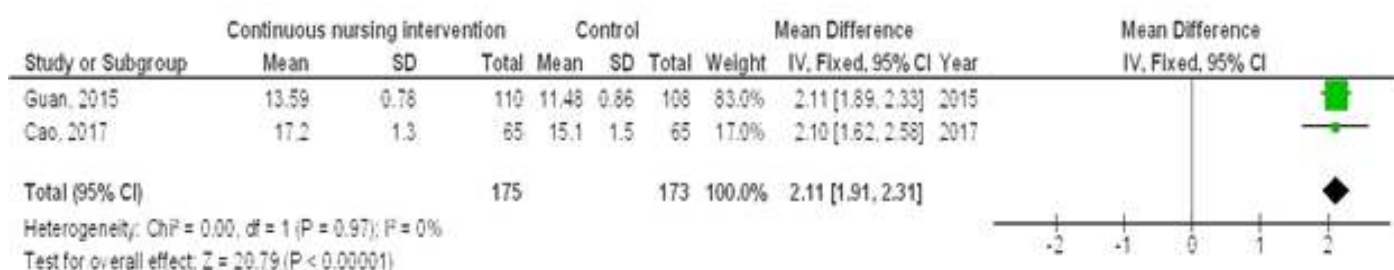 Continuous nursing intervention Control Mean Difference Mean Difference
Study or Subgroup Mean SD Total Mean SD Total Weight IV, Fixed, 95% CI Year IV, Fixed, 95% CI
Guan, 2015 13.59 0.78 110 11.48 0.86 108 83.0% 2.11 [1.89, 2.33] 2015
Cao, 2017 17.2 1.3 65 15.1 1.5 65 17.0% 2.10 [1.62, 2.58] 2017
Total (95% CI) 175 173 100.0% 2.11 [1.91, 2.31]
Heterogeneity: Chi² = 0.00, df = 1 (P = 0.97); I² = 0%
Test for overall effect: Z = 20.79 (P < 0.00001)
-2 -1 0 1 2